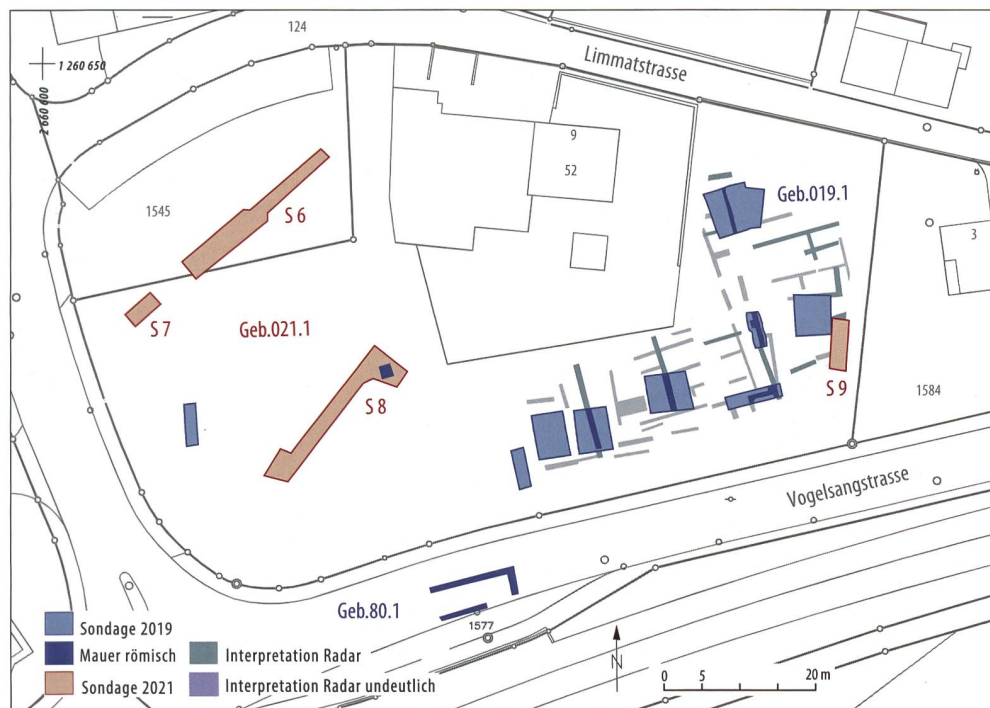 124
1 260 650
2 660 600
Limmatstrasse
9
52
Geb.019.1
1545
S 6
3
S 7
Geb.021.1
S 9
S 8
1584
Vogelsangstrasse
Geb.80.1
1577
Sondage 2019
Mauer römisch
Interpretation Radar
Sondage 2021
Interpretation Radar undeutlich
N
0 5 10 20 m